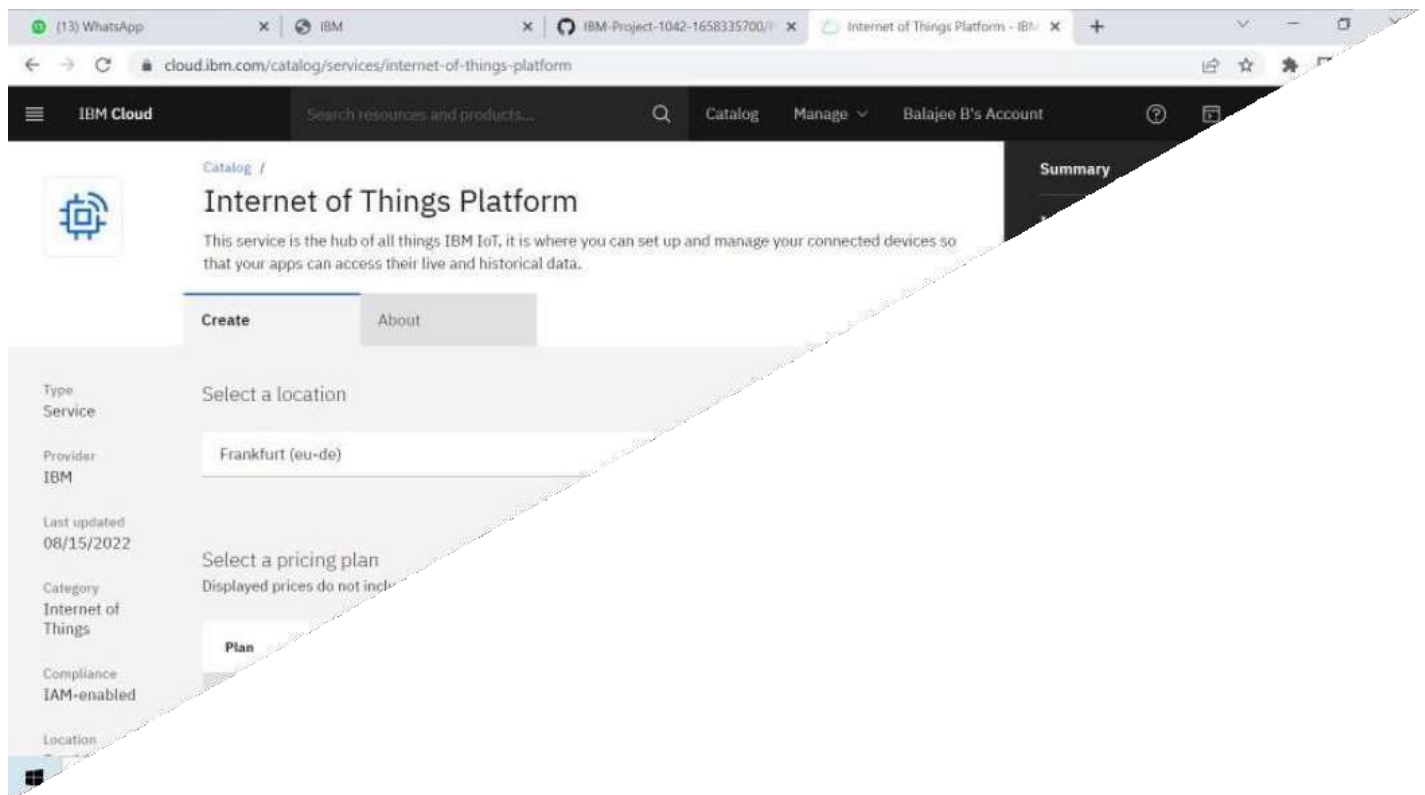 (13) WhatsApp
IBM
IBM-Project-1042-1658335700/
Internet of Things Platform - IBM
cloud.ibm.com/catalog/services/internet-of-things-platform
IBM Cloud
Search resources and products...
Catalog
Manage
Balajee B's Account
Catalog /
Internet of Things Platform
This service is the hub of all things IBM IoT, it is where you can set up and manage your connected devices so
that your apps can access their live and historical data.
Summary
Create
About
Type
Service
Provider
IBM
Last updated
08/15/2022
Category
Internet of
Things
Compliance
IAM-enabled
Location
Select a location
Frankfurt (eu-de)
Select a pricing plan
Displayed prices do not
Plan